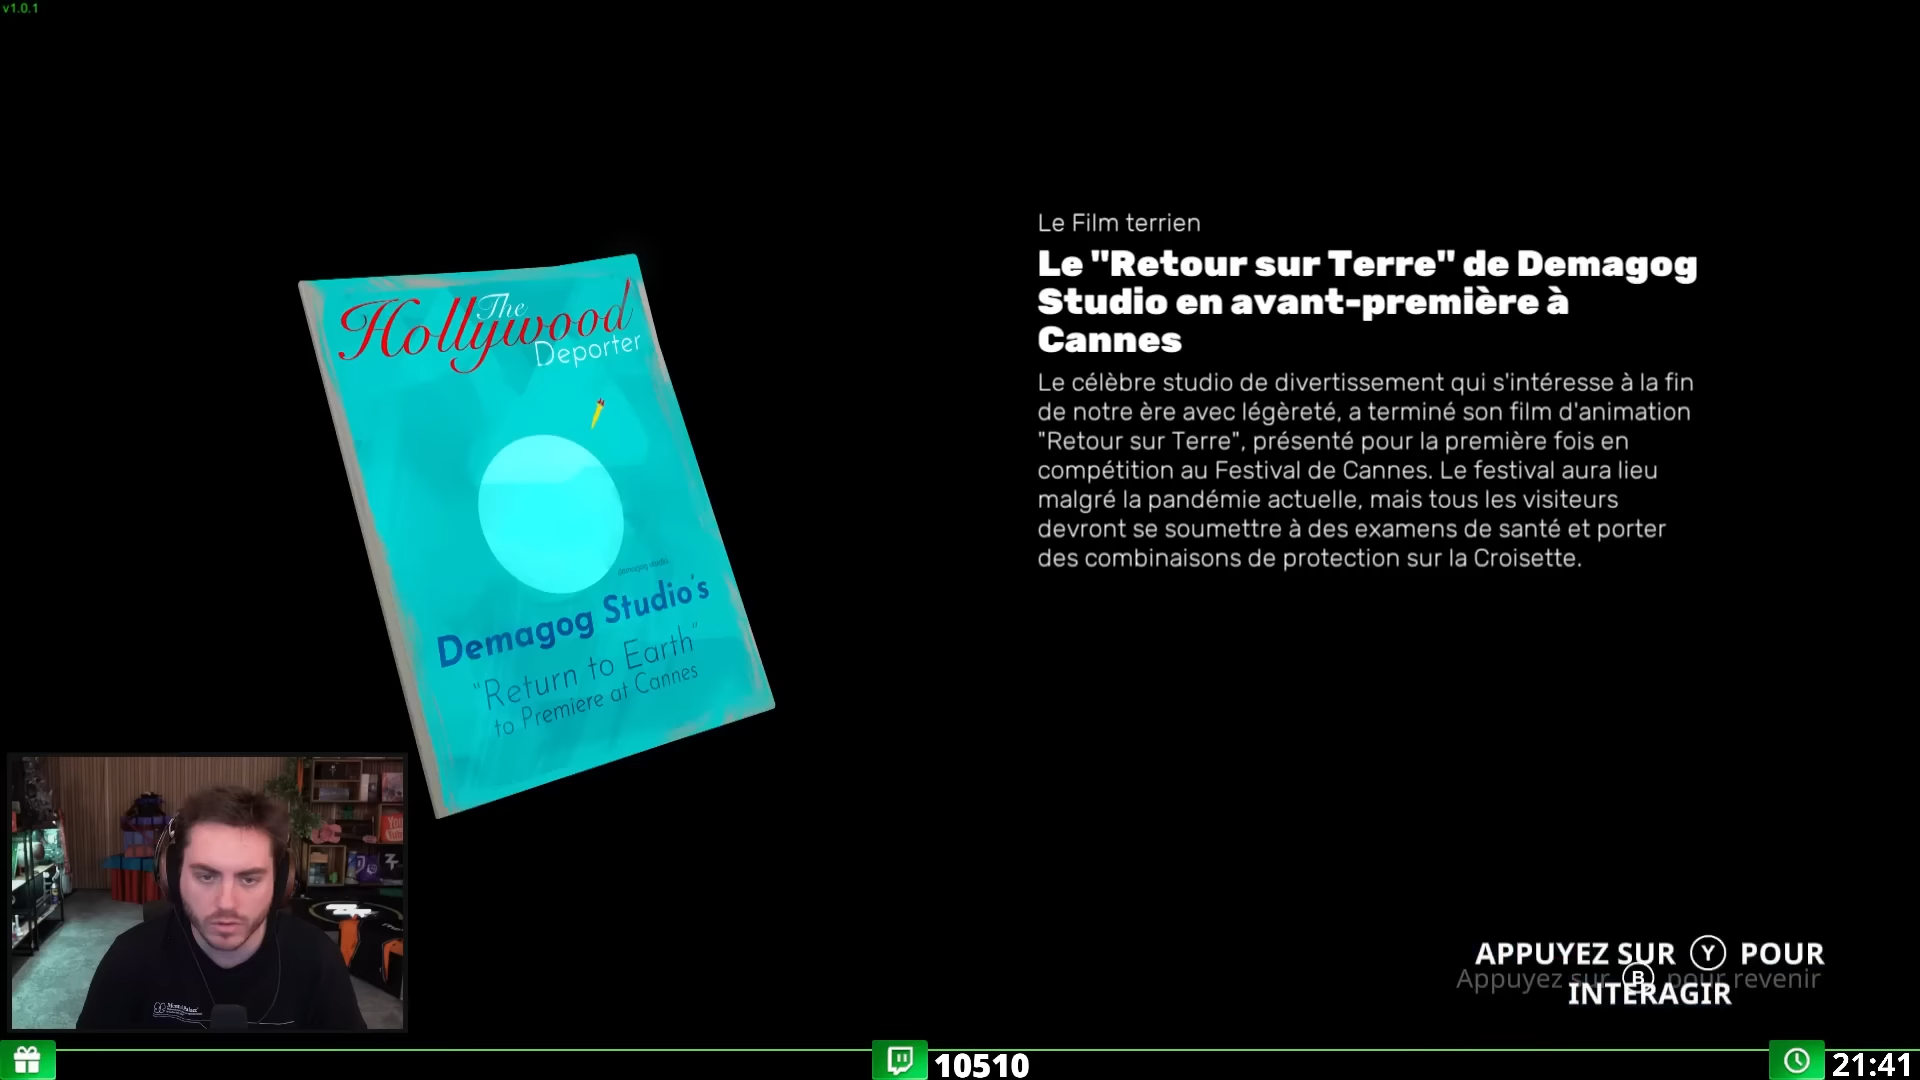 v1.0.1
The
Hollywood
Deporter
demagog studio
Demagog Studio's
"Return to Earth"
to Premiere at Cannes
Le Film terrien
Le "Retour sur Terre" de Demagog
Studio en avant-première à
Cannes
Le célèbre studio de divertissement qui s'intéresse à la fin
de notre ère avec légèreté, a terminé son film d'animation
"Retour sur Terre", présenté pour la première fois en
compétition au Festival de Cannes. Le festival aura lieu
malgré la pandémie actuelle, mais tous les visiteurs
devront se soumettre à des examens de santé et porter
des combinaisons de protection sur la Croisette.
APPUYEZ SUR Y POUR
Appuyez sur B pour revenir
INTERAGIR
10510
21:41